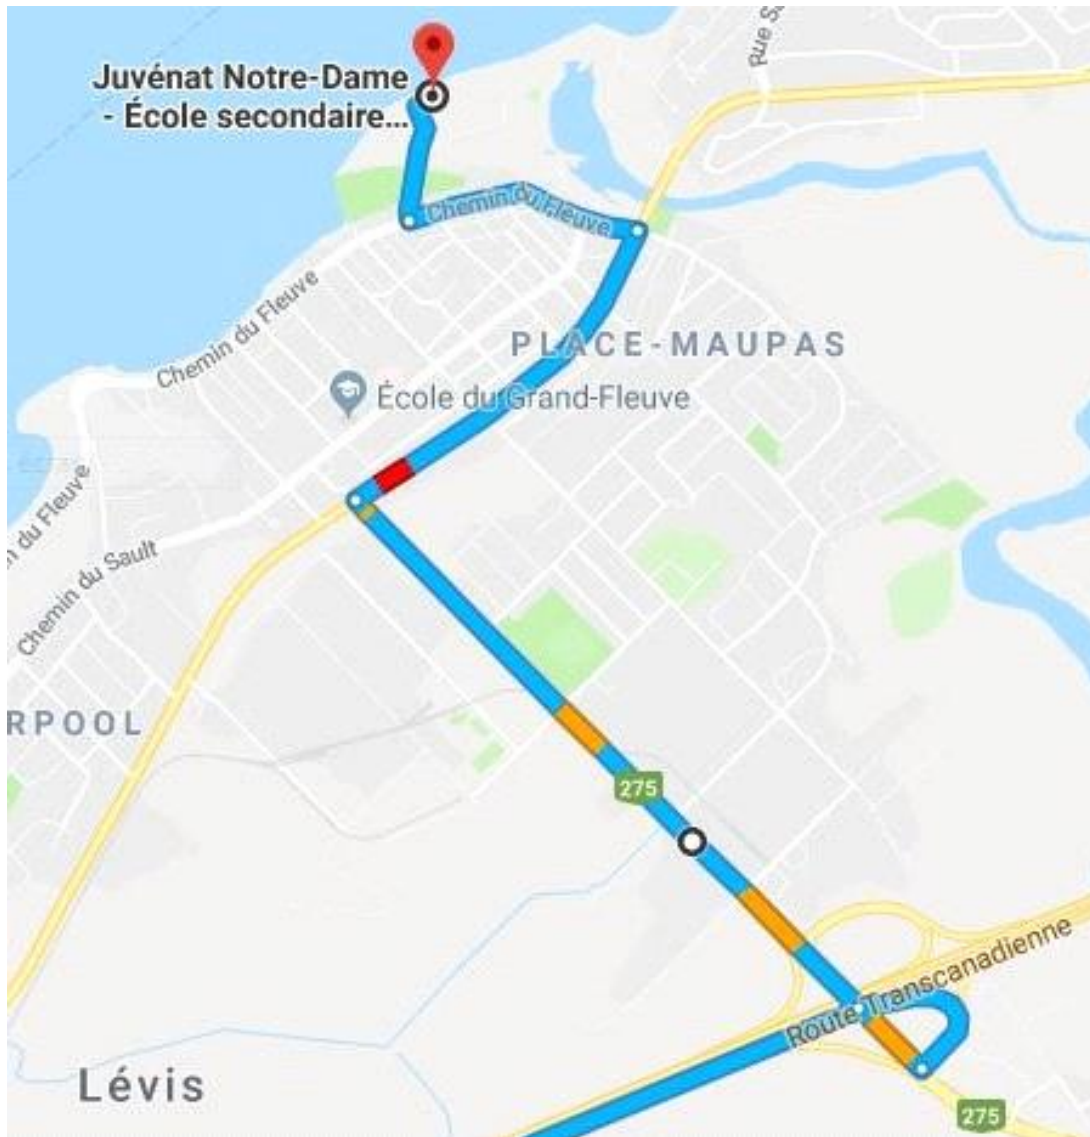 Rue S
Juvénat Notre-Dame
- École secondaire...
Chemin du Fleuve
Chemin du Fleuve
PLACE-MAUPAS
École du Grand-Fleuve
n du Fleuve
Chemin du Sault
RPOOL
275
Route Transcanadienne
Lévis
275